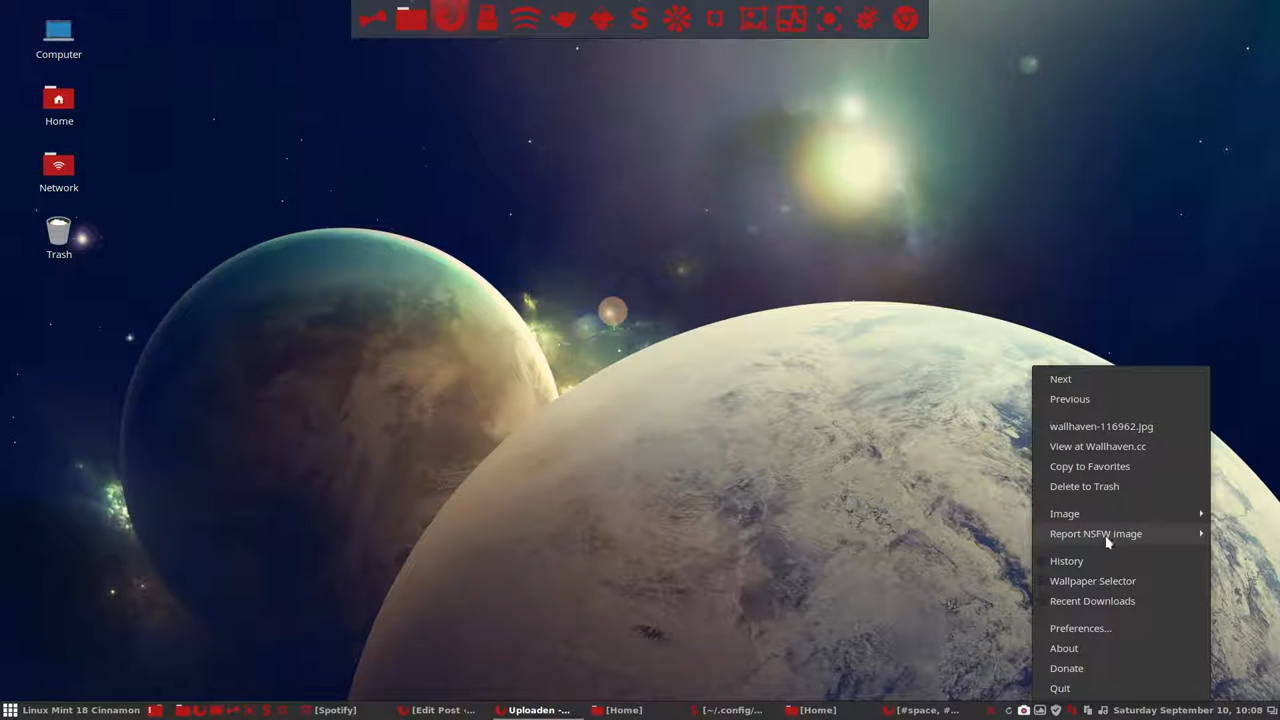 Computer
Home
Network
Trash
Next
Previous
wallhaven-116962.jpg
View at Wallhaven.cc
Copy to Favorites
Delete to Trash
Image
Report NSFW image
History
Wallpaper Selector
Recent Downloads
Preferences...
About
Donate
Quit
Linux Mint 18 Cinnamon [Spotify] [Edit Post ‹... Uploaden -... [Home] [~/.config/... [Home] [#space, #... Saturday September 10, 10:08